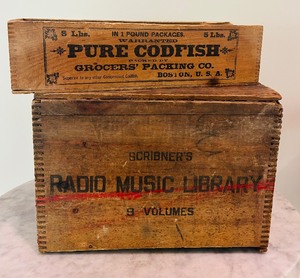 5 Lbs. IN 1 POUND PACKAGES. 5 Lbs.
WARRANTED
PURE CODFISH
GROCERS' PACKING CO.
BOSTON, U. S. A.
SCRIBNER'S
RADIO MUSIC LIBRARY
9 VOLUMES